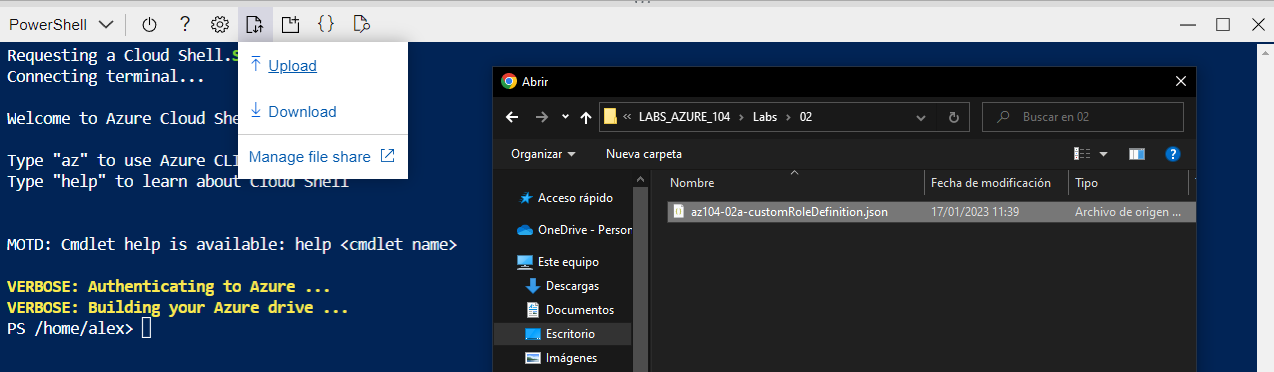 PowerShell
Requesting a Cloud Shell.S
Connecting terminal...
Welcome to Azure Cloud She
Type "az" to use Azure CLI
Type "help" to learn about Cloud Shell
MOTD: Cmdlet help is available: help <cmdlet name>
VERBOSE: Authenticating to Azure ...
VERBOSE: Building your Azure drive ...
PS /home/alex>
Upload
Download
Manage file share
Abrir
LABS_AZURE_104 Labs 02
Buscar en 02
Organizar
Nueva carpeta
Acceso rápido
OneDrive - Person
Este equipo
Descargas
Documentos
Escritorio
Imágenes
Nombre Fecha de modificación Tipo
az104-02a-customRoleDefinition.json 17/01/2023 11:39 Archivo de origen ...